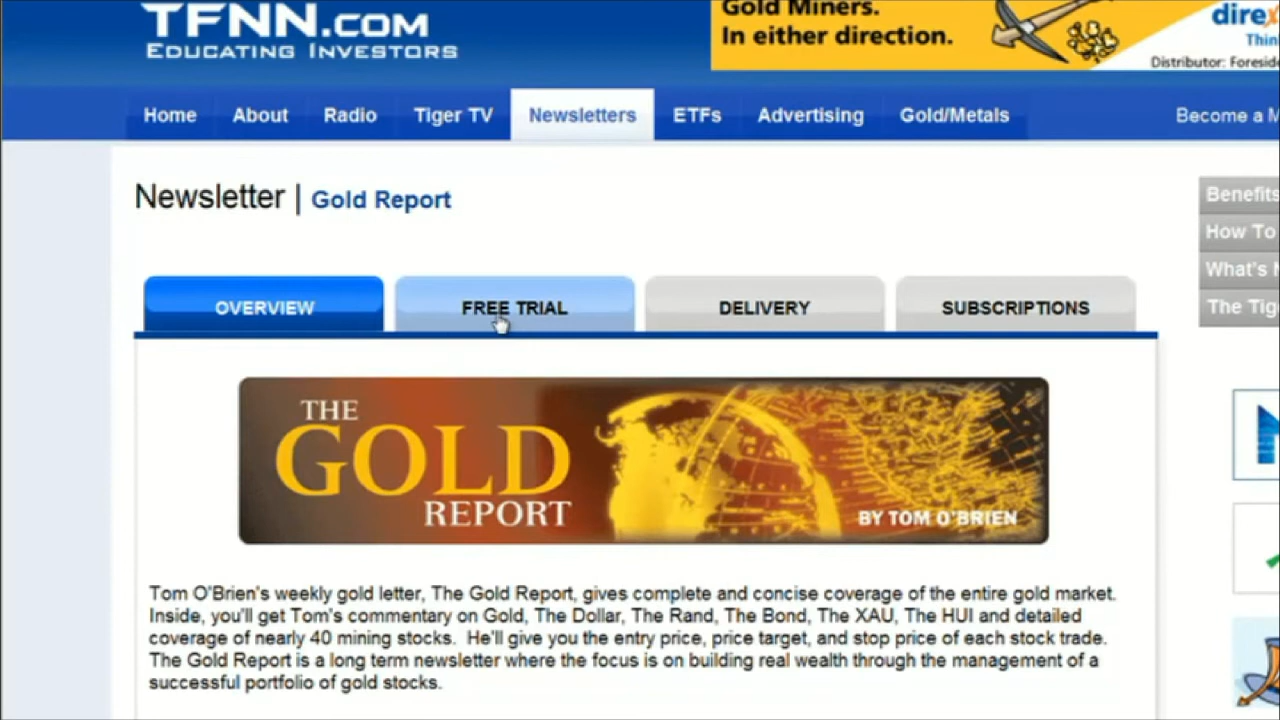 TFNN.COM
EDUCATING INVESTORS
Gold Miners.
In either direction.
Distributor:
Home About Radio Tiger TV Newsletters ETFs Advertising Gold/Metals Become a
Newsletter | Gold Report
Benefits
How To
What's
The
OVERVIEW FREE TRIAL DELIVERY SUBSCRIPTIONS
THE
GOLD
REPORT
BY TOM O'BRIEN
Tom O'Brien's weekly gold letter, The Gold Report, gives complete and concise coverage of the entire gold market.
Inside, you'll get Tom's commentary on Gold, The Dollar, The Rand, The Bond, The XAU, The HUI and detailed
coverage of nearly 40 mining stocks. He'll give you the entry price, price target, and stop price of each stock trade.
The Gold Report is a long term newsletter where the focus is on building real wealth through the management of a
successful portfolio of gold stocks.